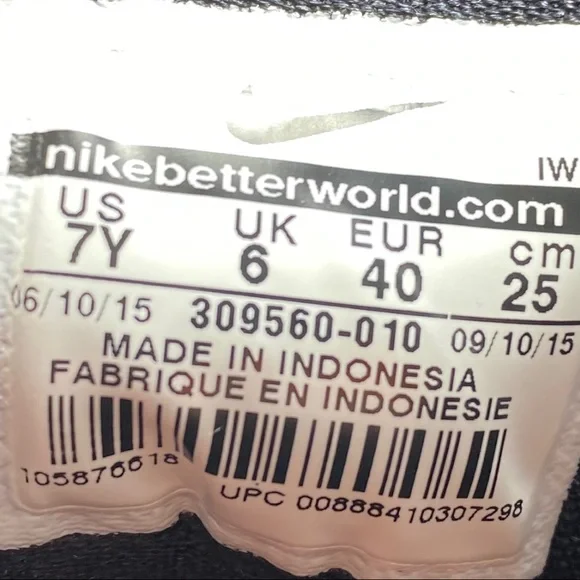 IW
nikebetterworld.com
US UK EUR cm
7Y 6 40 25
06/10/15 309560-010 09/10/15
MADE IN INDONESIA
FABRIQUE EN INDONESIE
105876618
UPC 00888410307298